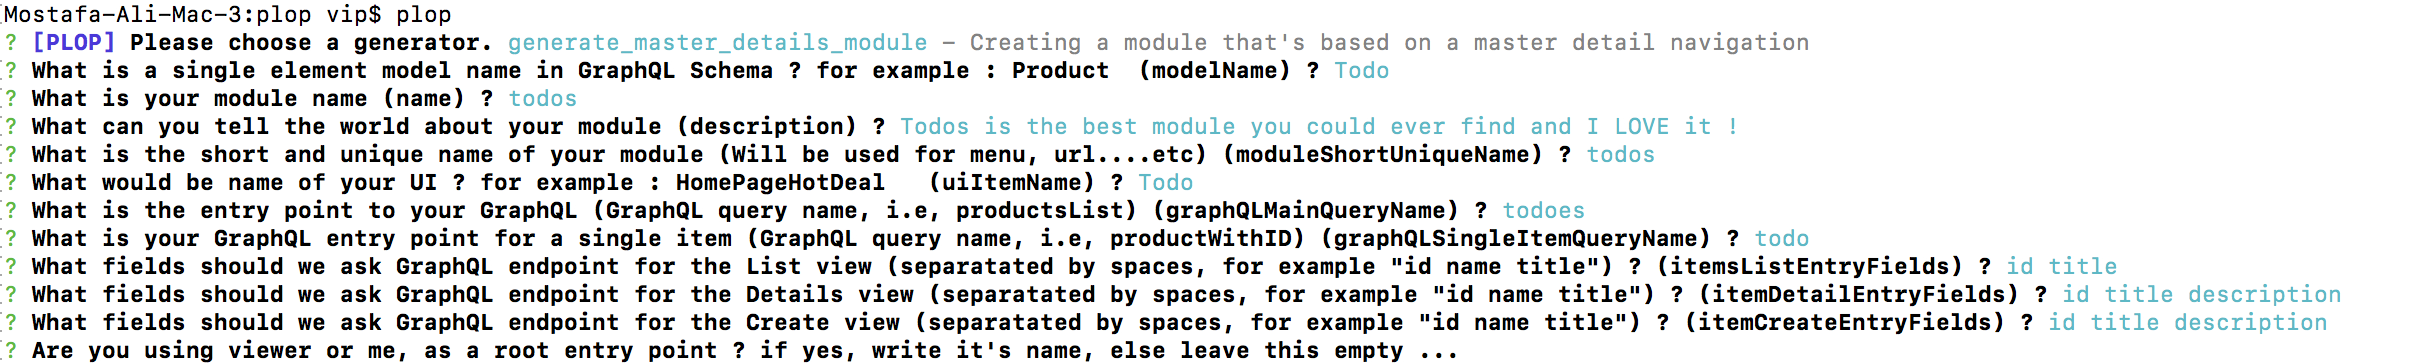 Mostafa-Ali-Mac-3:plop vip$ plop
? [PLOP] Please choose a generator. generate_master_details_module – Creating a module that's based on a master detail navigation
? What is a single element model name in GraphQL Schema ? for example : Product  (modelName) ? Todo
? What is your module name (name) ? todos
? What can you tell the world about your module (description) ? Todos is the best module you could ever find and I LOVE it !
? What is the short and unique name of your module (Will be used for menu, url....etc) (moduleShortUniqueName) ? todos
? What would be name of your UI ? for example : HomePageHotDeal   (uiItemName) ? Todo
? What is the entry point to your GraphQL (GraphQL query name, i.e, productsList) (graphQLMainQueryName) ? todoes
? What is your GraphQL entry point for a single item (GraphQL query name, i.e, productWithID) (graphQLSingleItemQueryName) ? todo
? What fields should we ask GraphQL endpoint for the List view (separatated by spaces, for example "id name title") ? (itemsListEntryFields) ? id title
? What fields should we ask GraphQL endpoint for the Details view (separatated by spaces, for example "id name title") ? (itemDetailEntryFields) ? id title description
? What fields should we ask GraphQL endpoint for the Create view (separatated by spaces, for example "id name title") ? (itemCreateEntryFields) ? id title description
? Are you using viewer or me, as a root entry point ? if yes, write it's name, else leave this empty ...